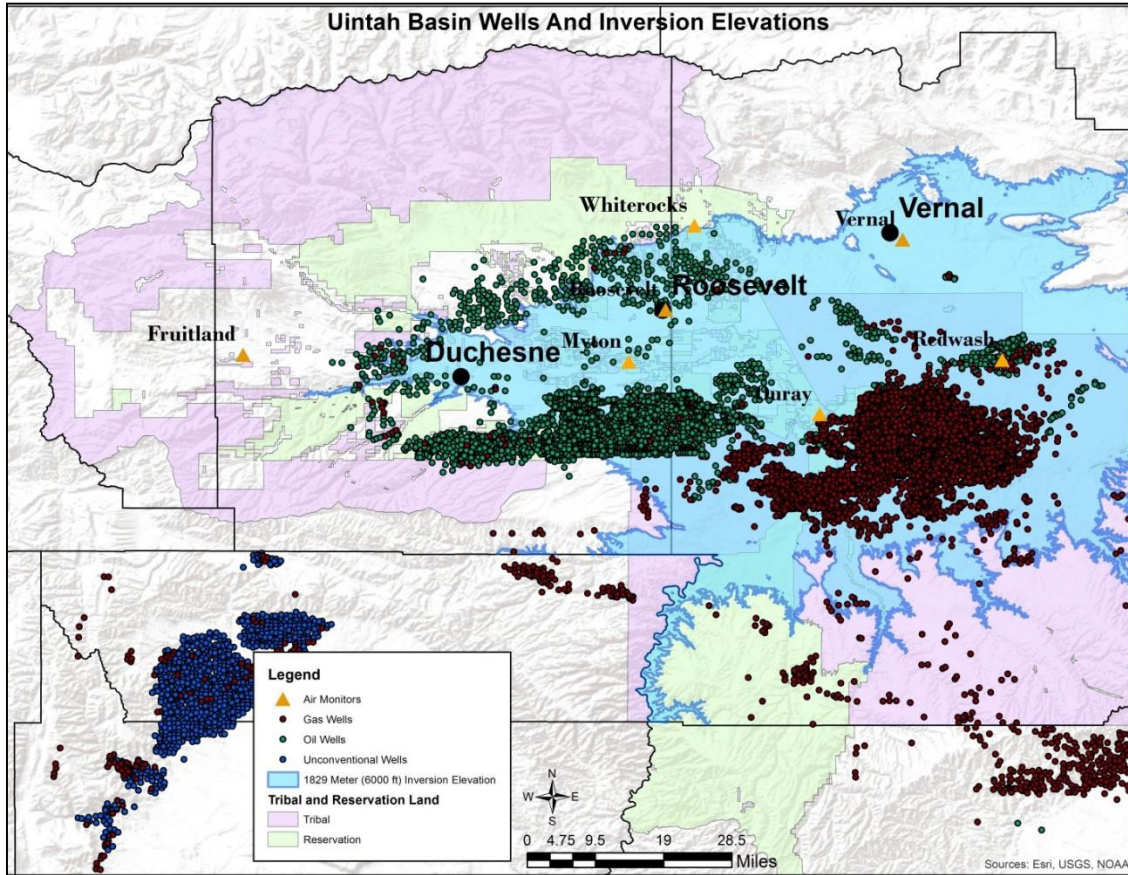 Uintah Basin Wells And Inversion Elevations
Whiterocks
Vernal
Vernal
Roosevelt
Roosevelt
Fruitland
Duchesne
Myton
Redwash
Ouray
Legend
Air Monitors
Gas Wells
Oil Wells
Unconventional Wells
1829 Meter (6000 ft) Inversion Elevation
Tribal and Reservation Land
Tribal
Reservation
N
W E
S
0 4.75 9.5 19 28.5
Miles
Sources: Esri, USGS, NOAA